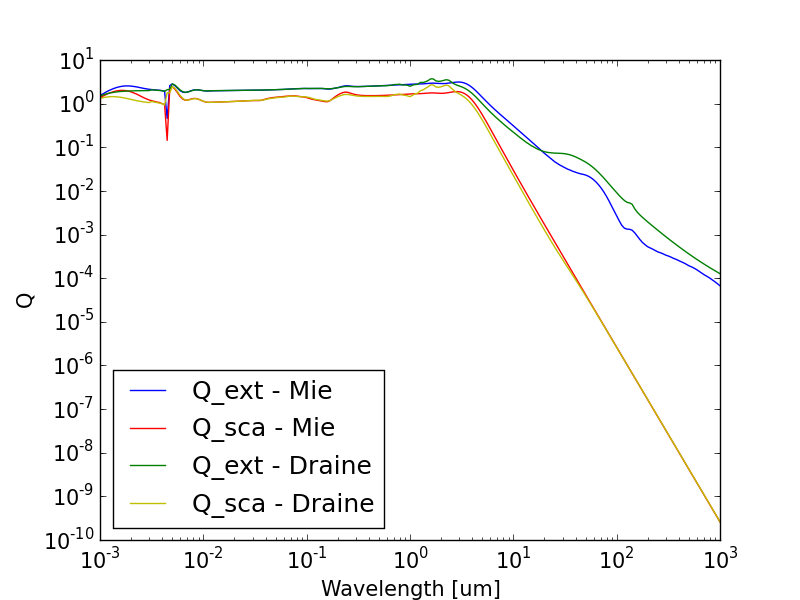 10^1
10^0
10^-1
10^-2
10^-3
10^-4
10^-5
10^-6
10^-7
10^-8
10^-9
10^-10
Q
Q_ext - Mie
Q_sca - Mie
Q_ext - Draine
Q_sca - Draine
10^-3 10^-2 10^-1 10^0 10^1 10^2 10^3
Wavelength [um]